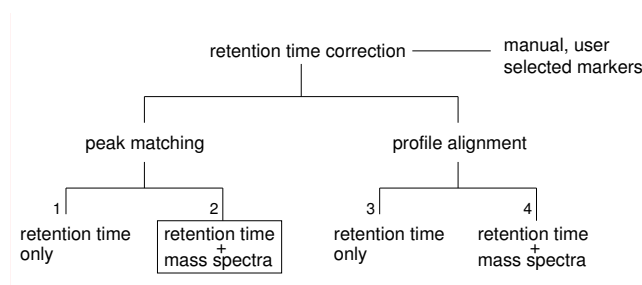 retention time correction
manual, user
selected markers
peak matching
profile alignment
1
retention time
only
2
retention time
+
mass spectra
3
retention time
only
4
retention time
+
mass spectra